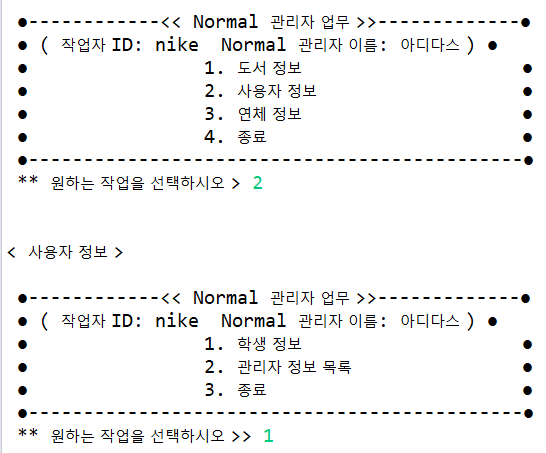 ●------------<< Normal 관리자 업무 >>-------------●
● ( 작업자 ID: nike  Normal 관리자 이름: 아디다스 ) ●
●                1. 도서 정보                    ●
●                2. 사용자 정보                   ●
●                3. 연체 정보                    ●
●                4. 종료                       ●
●---------------------------------------------●
** 원하는 작업을 선택하시오 > 2
< 사용자 정보 >
●------------<< Normal 관리자 업무 >>-------------●
● ( 작업자 ID: nike  Normal 관리자 이름: 아디다스 ) ●
●                1. 학생 정보                    ●
●                2. 관리자 정보 목록                ●
●                3. 종료                       ●
●---------------------------------------------●
** 원하는 작업을 선택하시오 >> 1